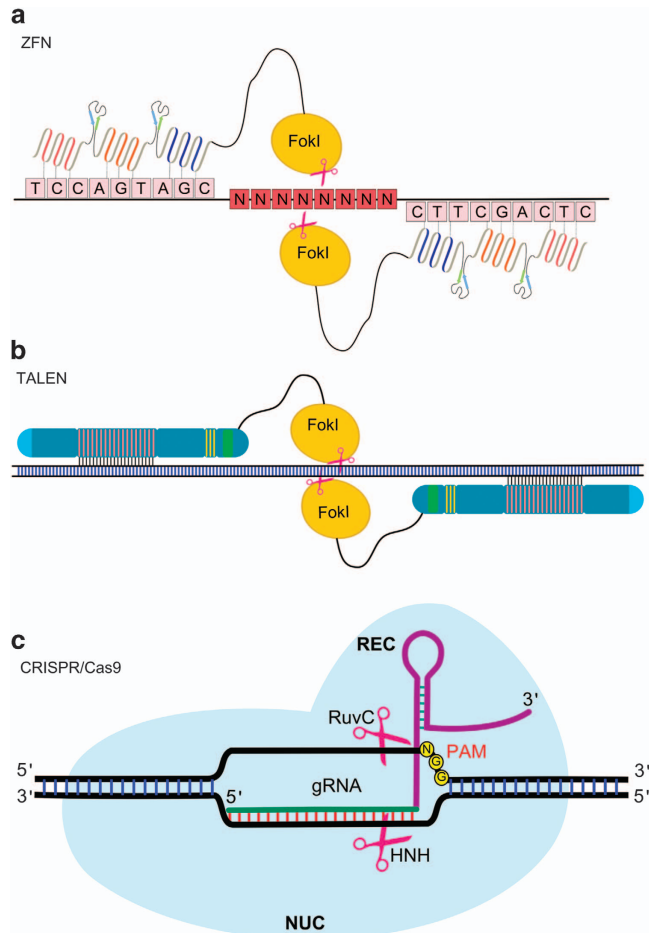 a
ZFN
FokI
T C C A G T A G C
N N N N N N N N
C T T C G A C T C
FokI
b
TALEN
FokI
FokI
c
CRISPR/Cas9
REC
3'
RuvC
N
G
G
PAM
5'
3'
gRNA
5'
3'
5'
HNH
NUC